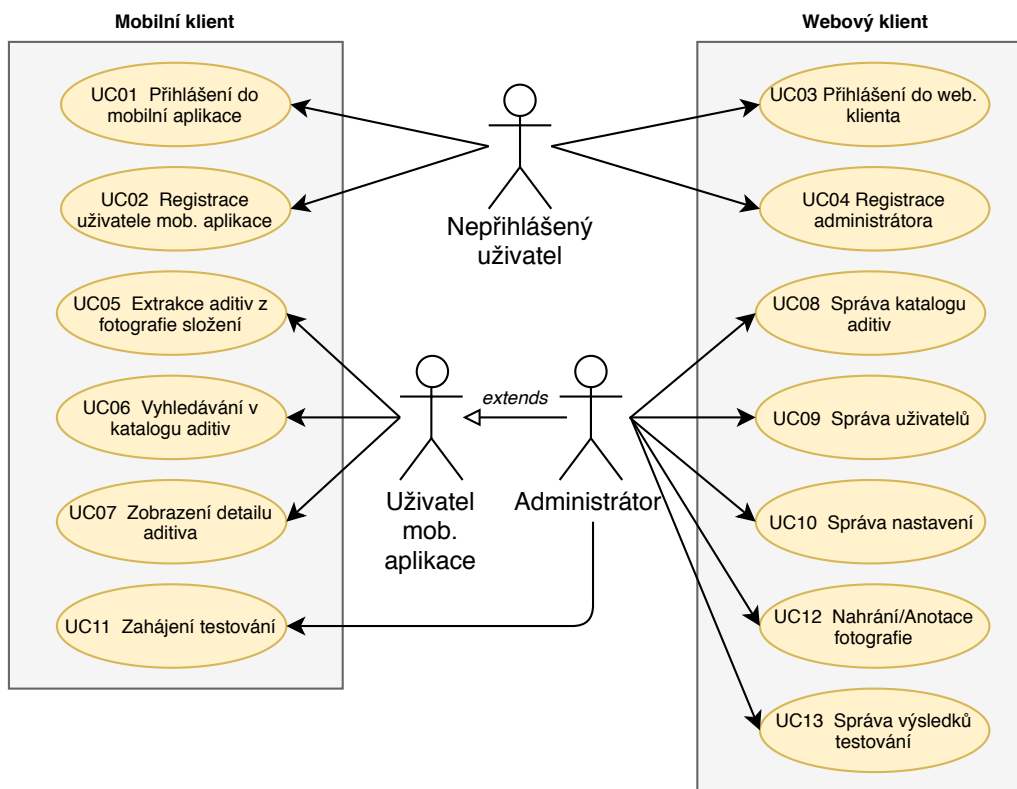 Mobilní klient
Webový klient
UC01  Přihlášení do
mobilní aplikace
UC03 Přihlášení do web.
klienta
UC02  Registrace
uživatele mob. aplikace
UC04 Registrace
administrátora
Nepřihlášený
uživatel
UC05  Extrakce aditiv z
fotografie složení
UC08  Správa katalogu
aditiv
UC06  Vyhledávání v
katalogu aditiv
extends
UC09  Správa uživatelů
UC07  Zobrazení detailu
aditiva
Uživatel
mob.
aplikace
Administrátor
UC10  Správa nastavení
UC11  Zahájení testování
UC12  Nahrání/Anotace
fotografie
UC13  Správa výsledků
testování